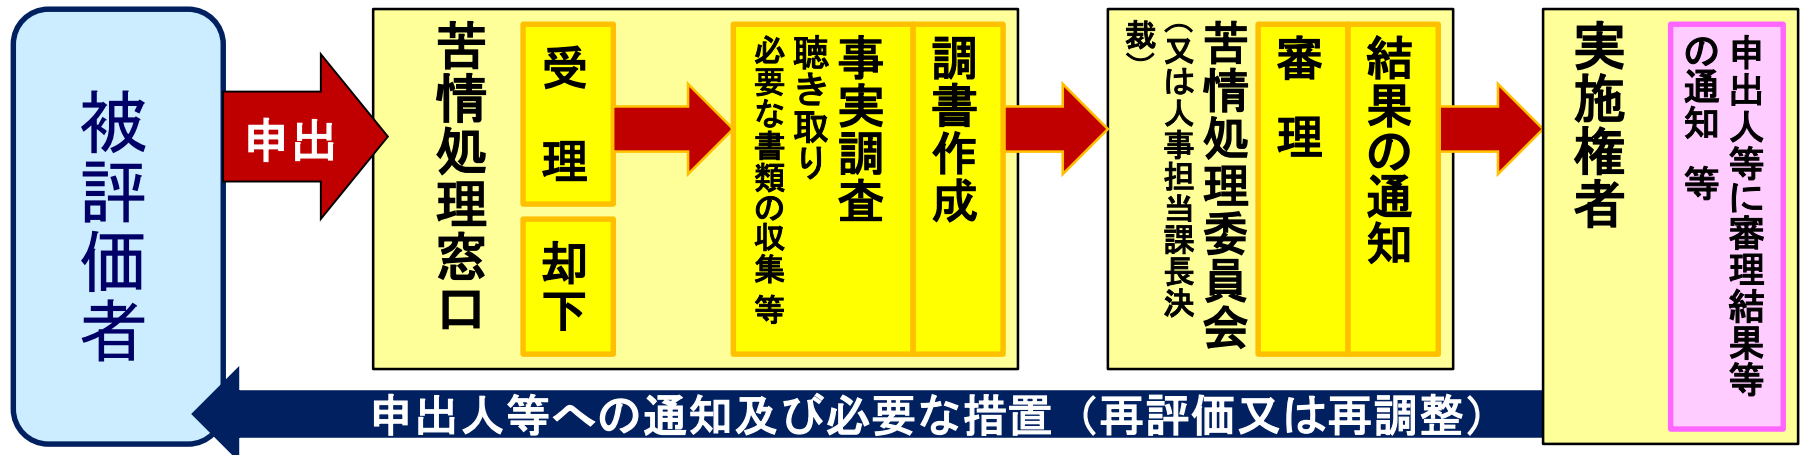 被評価者
申出
苦情処理窓口
受理
却下
事実調査
聴き取り
必要な書類の収集 等
調書作成
苦情処理委員会
（又は人事担当課長決
裁）
審理
結果の通知
実施権者
申出人等に審理結果等
の通知 等
申出人等への通知及び必要な措置（再評価又は再調整）